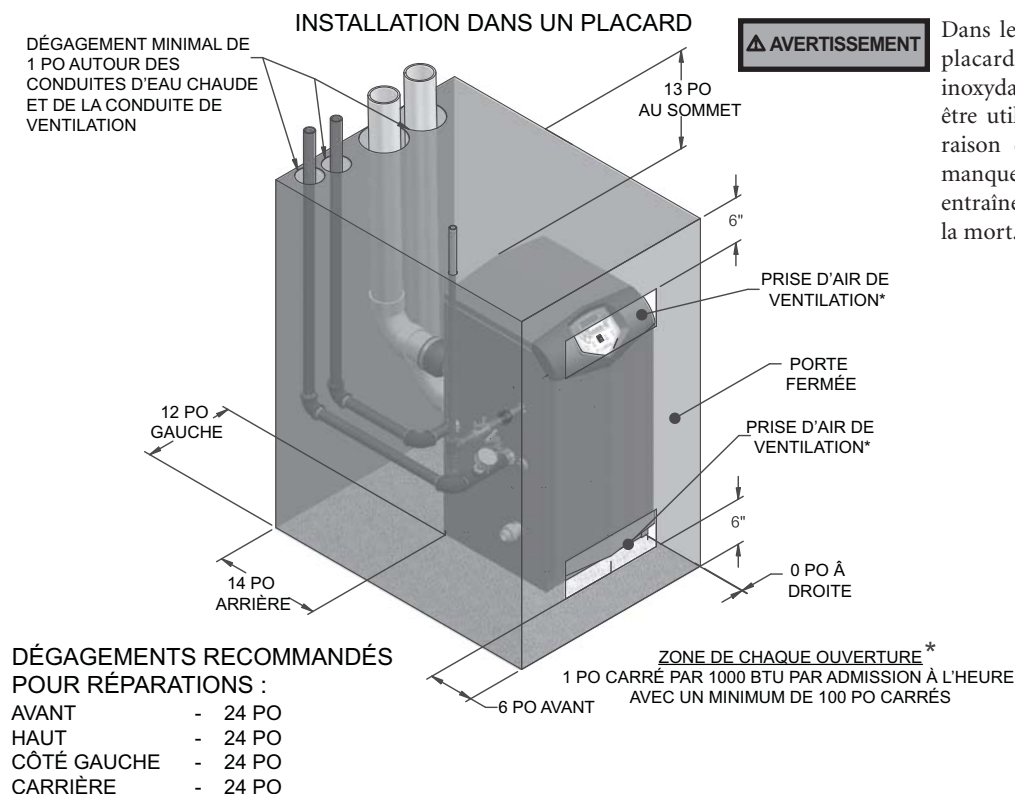 INSTALLATION DANS UN PLACARD
DÉGAGEMENT MINIMAL DE
1 PO AUTOUR DES
CONDUITES D'EAU CHAUDE
ET DE LA CONDUITE DE
VENTILATION
13 PO
AU SOMMET
⚠ AVERTISSEMENT
Dans le
placard
inoxyda
être util
raison
manque
entraîne
la mort.
6"
PRISE D'AIR DE
VENTILATION*
PORTE
FERMÉE
PRISE D'AIR DE
VENTILATION*
12 PO
GAUCHE
6"
14 PO
ARRIÈRE
0 PO Â
DROITE
6 PO AVANT
ZONE DE CHAQUE OUVERTURE*
1 PO CARRÉ PAR 1000 BTU PAR ADMISSION À L'HEURE
AVEC UN MINIMUM DE 100 PO CARRÉS
DÉGAGEMENTS RECOMMANDÉS
POUR RÉPARATIONS :
AVANT - 24 PO
HAUT - 24 PO
CÔTÉ GAUCHE - 24 PO
CARRIÈRE - 24 PO